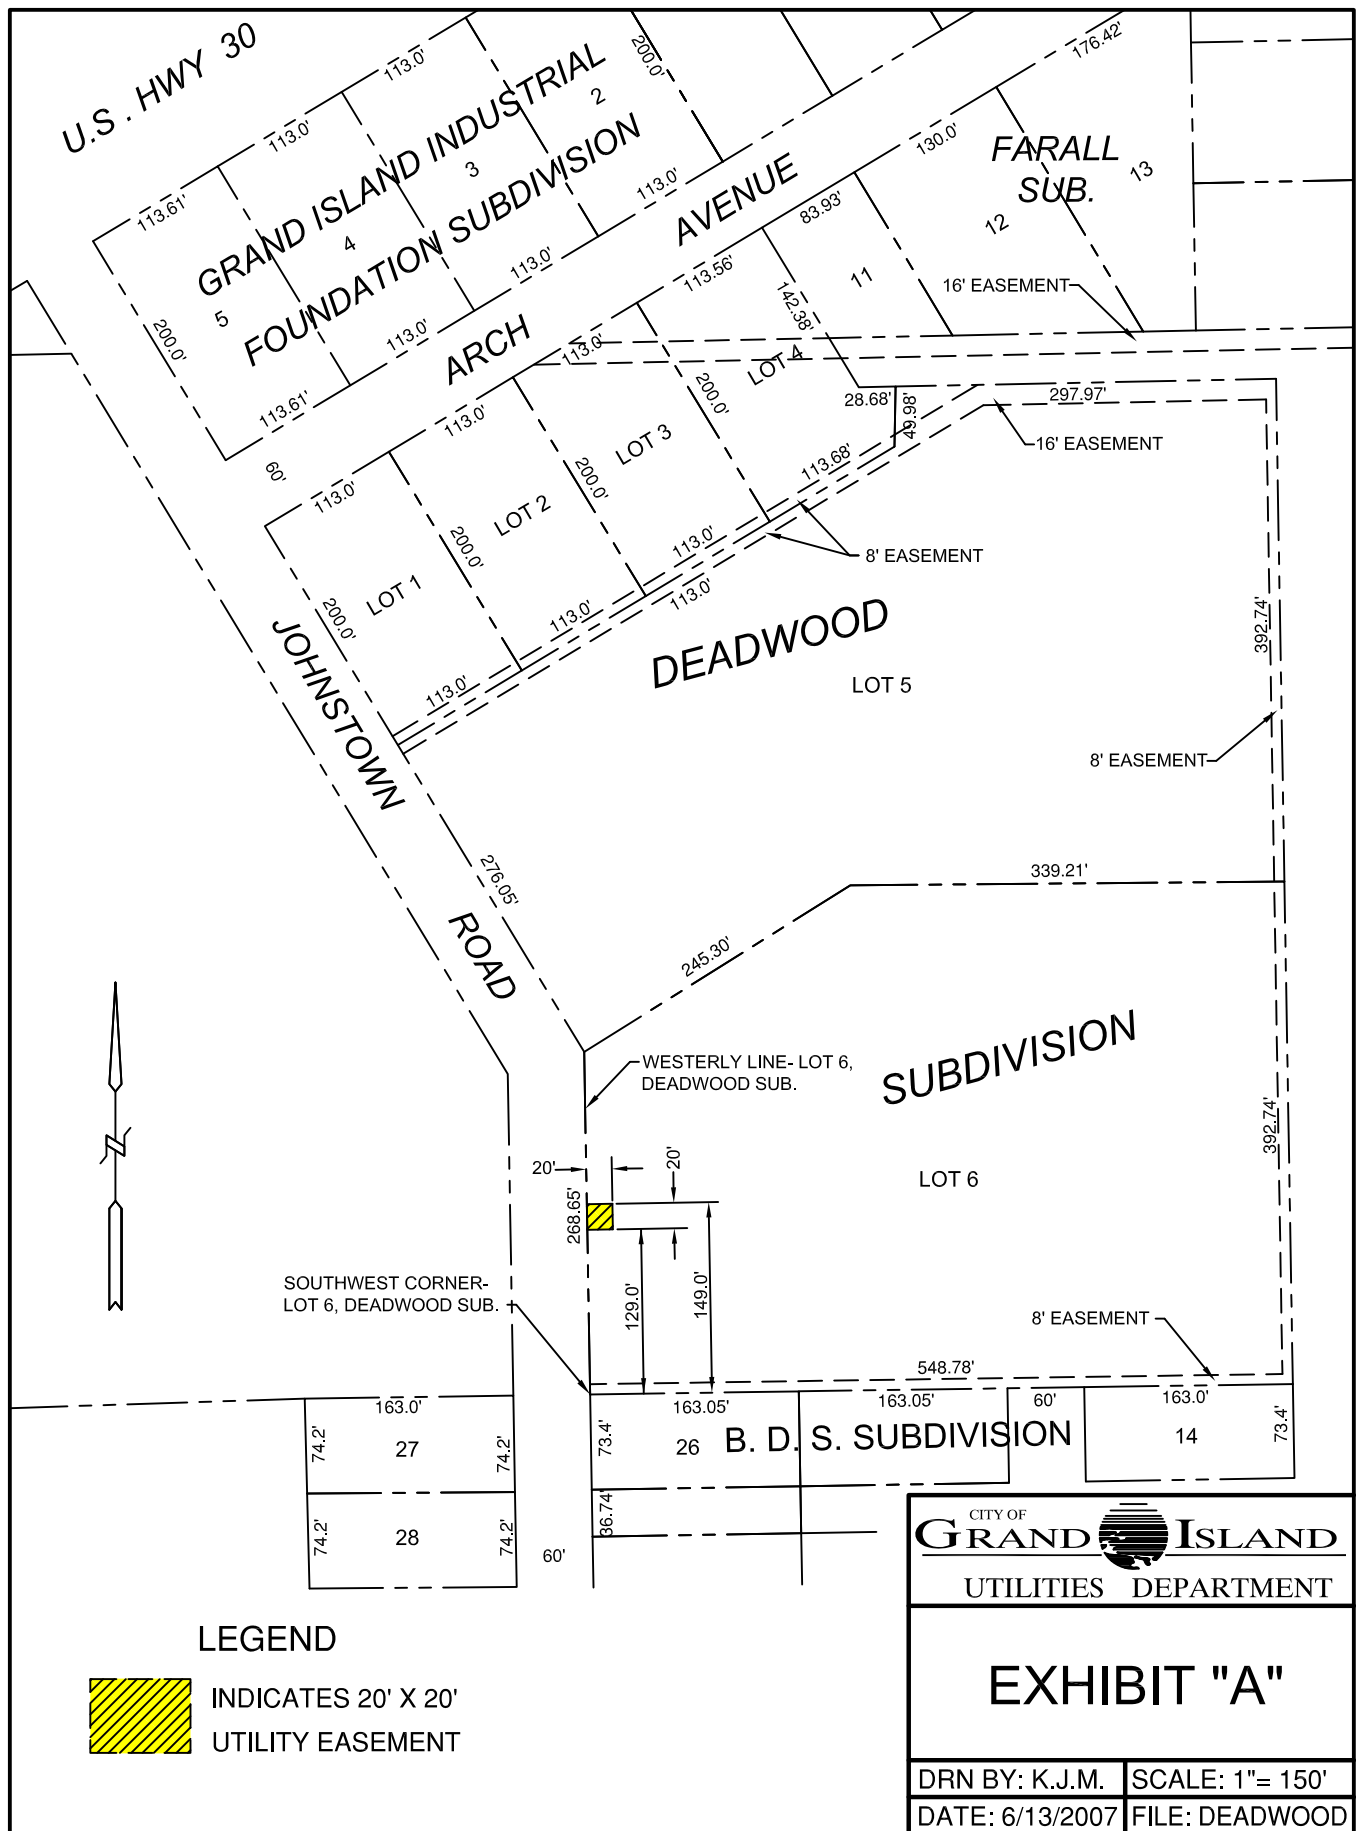 U.S. HWY 30
113.0'
113.0'
113.61'
200.0'
176.42'
GRAND ISLAND INDUSTRIAL
FOUNDATION SUBDIVISION
2
3
4
5
200.0'
113.0'
113.0'
113.0'
113.61'
ARCH AVENUE
130.0'
83.93'
113.56'
113.0'
113.0'
113.0'
60'
FARALL
SUB.
13
12
11
16' EASEMENT
142.38'
LOT 4
28.68'
49.98'
297.97'
16' EASEMENT
200.0'
LOT 3
200.0'
LOT 2
200.0'
LOT 1
200.0'
113.68'
113.0'
113.0'
113.0'
113.0'
8' EASEMENT
DEADWOOD
LOT 5
392.74'
8' EASEMENT
JOHNSTOWN
ROAD
276.05'
339.21'
245.30'
WESTERLY LINE- LOT 6,
DEADWOOD SUB.
SUBDIVISION
392.74'
LOT 6
20'
20'
268.65'
129.0'
149.0'
SOUTHWEST CORNER-
LOT 6, DEADWOOD SUB.
8' EASEMENT
548.78'
163.0'
163.05'
163.05'
60'
163.0'
74.2'
27
74.2'
73.4'
26
B. D. S. SUBDIVISION
14
73.4'
74.2'
28
74.2'
36.74'
60'
LEGEND
INDICATES 20' X 20'
UTILITY EASEMENT
CITY OF
GRAND ISLAND
UTILITIES DEPARTMENT
EXHIBIT "A"
DRN BY: K.J.M.
SCALE: 1"= 150'
DATE: 6/13/2007
FILE: DEADWOOD